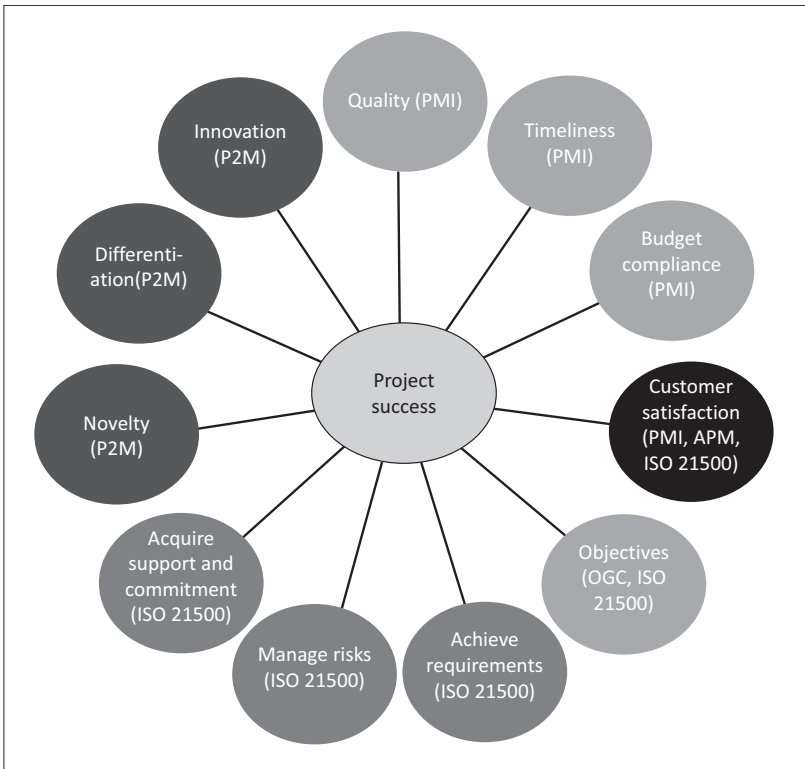 Quality (PMI)
Timeliness
(PMI)
Budget
compliance
(PMI)
Customer
satisfaction
(PMI, APM,
ISO 21500)
Objectives
(OGC, ISO
21500)
Achieve
requirements
(ISO 21500)
Manage risks
(ISO 21500)
Acquire
support and
commitment
(ISO 21500)
Novelty
(P2M)
Differenti-
ation(P2M)
Innovation
(P2M)
Project
success